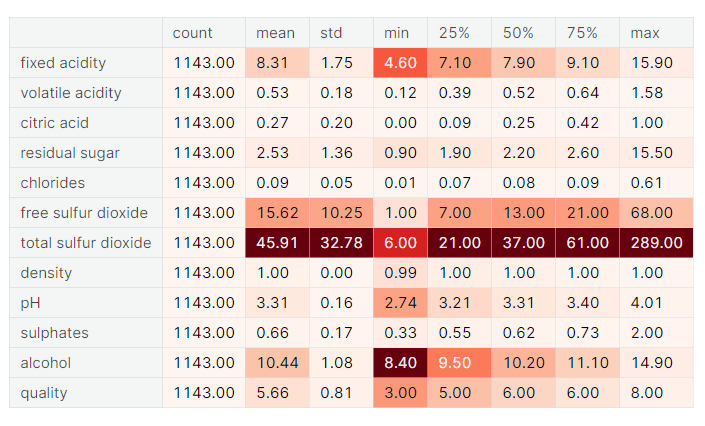 count mean std min 25% 50% 75% max
fixed acidity 1143.00 8.31 1.75 4.60 7.10 7.90 9.10 15.90
volatile acidity 1143.00 0.53 0.18 0.12 0.39 0.52 0.64 1.58
citric acid 1143.00 0.27 0.20 0.00 0.09 0.25 0.42 1.00
residual sugar 1143.00 2.53 1.36 0.90 1.90 2.20 2.60 15.50
chlorides 1143.00 0.09 0.05 0.01 0.07 0.08 0.09 0.61
free sulfur dioxide 1143.00 15.62 10.25 1.00 7.00 13.00 21.00 68.00
total sulfur dioxide 1143.00 45.91 32.78 6.00 21.00 37.00 61.00 289.00
density 1143.00 1.00 0.00 0.99 1.00 1.00 1.00 1.00
pH 1143.00 3.31 0.16 2.74 3.21 3.31 3.40 4.01
sulphates 1143.00 0.66 0.17 0.33 0.55 0.62 0.73 2.00
alcohol 1143.00 10.44 1.08 8.40 9.50 10.20 11.10 14.90
quality 1143.00 5.66 0.81 3.00 5.00 6.00 6.00 8.00